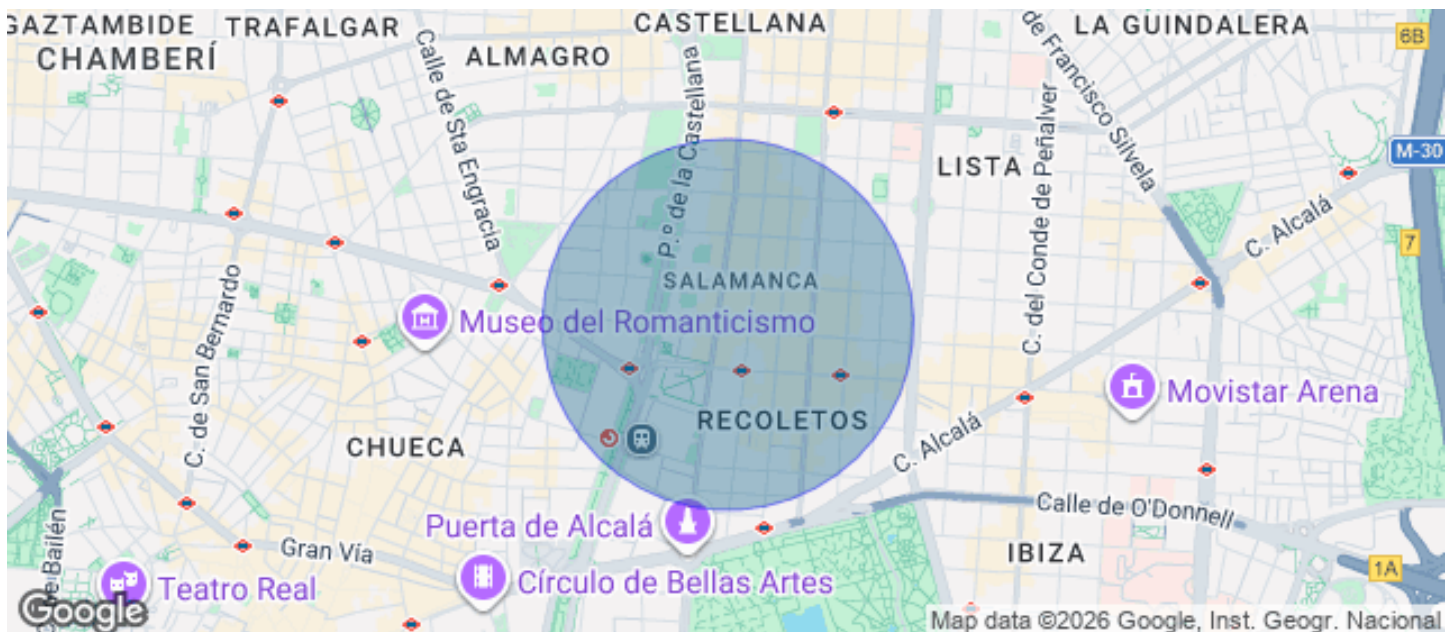 GAZTAMBIDE
TRAFALGAR
CASTELLANA
LA GUINDALERA
6B
CHAMBERÍ
ALMAGRO
Calle de Sta Engracia
P.º de la Castellana
de Francisco Silvela
M-30
LISTA
C. del Conde de Peñalver
C. Alcalá
7
C. de San Bernardo
SALAMANCA
Museo del Romanticismo
Movistar Arena
RECOLETOS
CHUECA
C. Alcalá
Puerta de Alcalá
Calle de O'Donnell
de Bailén
Gran Vía
IBIZA
1A
Teatro Real
Círculo de Bellas Artes
Google
Map data ©2026 Google, Inst. Geogr. Nacional